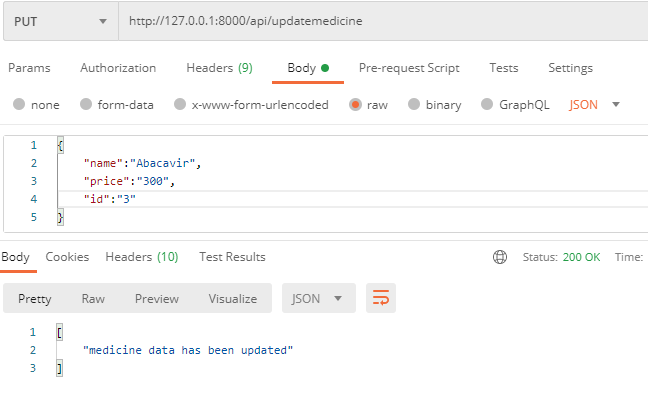 PUT http://127.0.0.1:8000/api/updatemedicine
Params Authorization Headers (9) Body Pre-request Script Tests Settings
none form-data x-www-form-urlencoded raw binary GraphQL JSON
1 {
2 "name":"Abacavir",
3 "price":"300",
4 "id":"3"
5 }
Body Cookies Headers (10) Test Results Status: 200 OK Time:
Pretty Raw Preview Visualize JSON
1 [
2 "medicine data has been updated"
3 ]